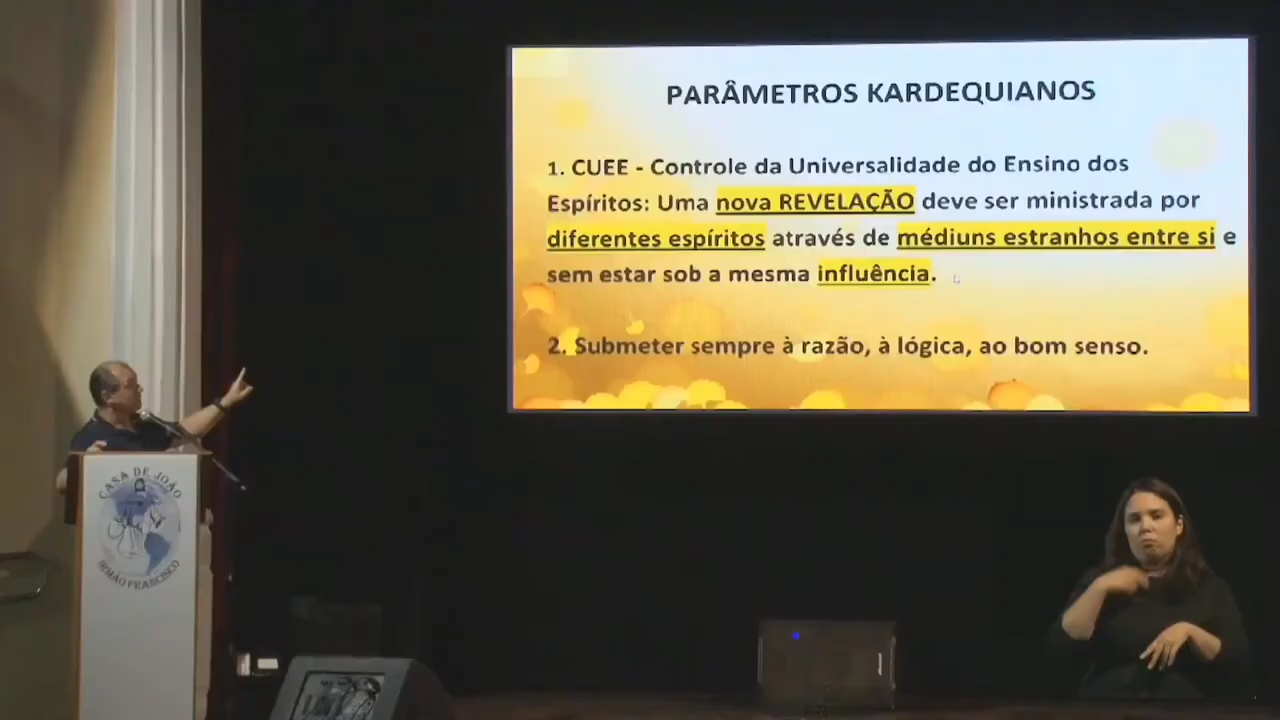 PARÂMETROS KARDEQUIANOS
1. CUEE - Controle da Universalidade do Ensino dos
Espíritos: Uma nova REVELAÇÃO deve ser ministrada por
diferentes espíritos através de médiuns estranhos entre si e
sem estar sob a mesma influência.
2. Submeter sempre à razão, à lógica, ao bom senso.
CASA DE JOÃO
IRMÃO FRANCISCO